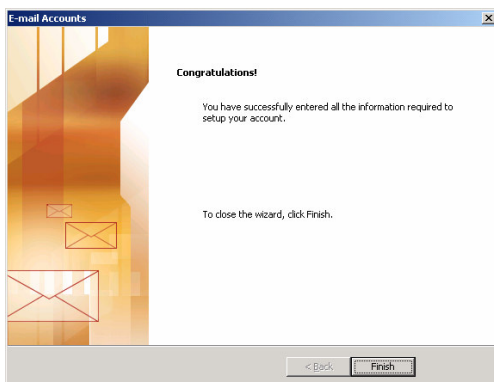 E-mail Accounts
Congratulations!
You have successfully entered all the information required to
setup your account.
To close the wizard, click Finish.
< Back
Finish